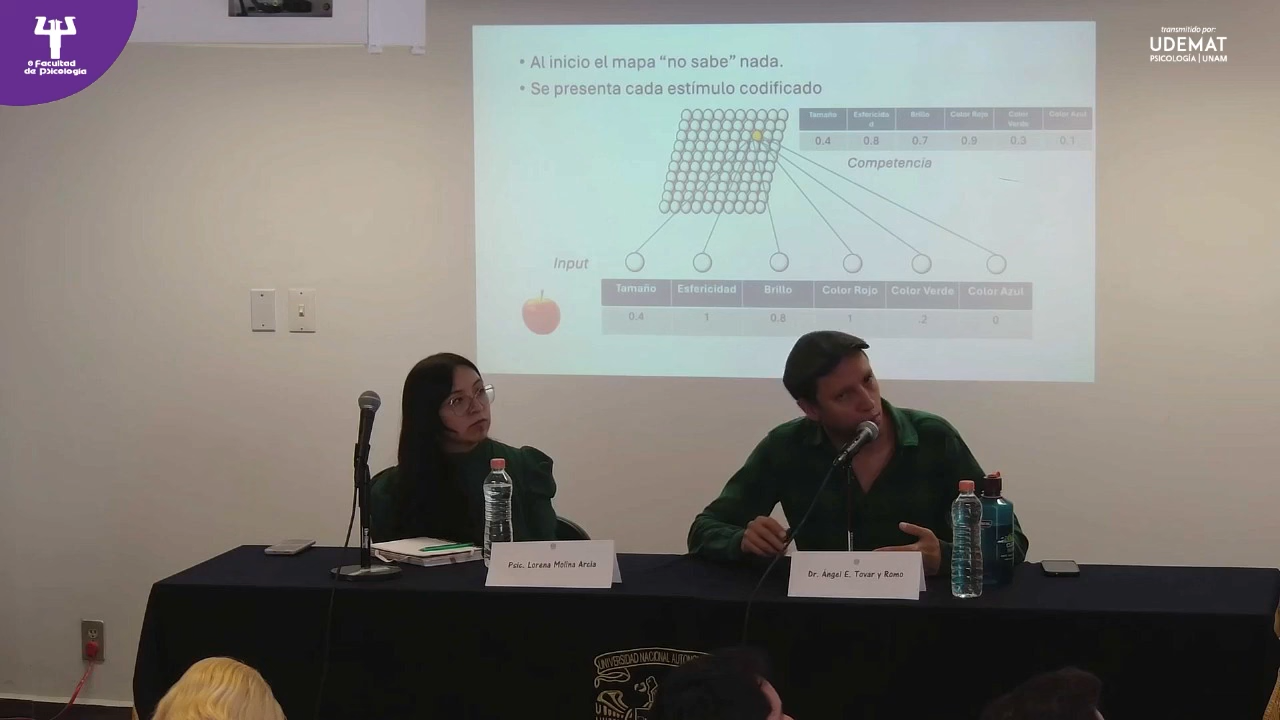 Facultad
de Psicología
transmitido por:
UDEMAT
PSICOLOGÍA | UNAM
• Al inicio el mapa “no sabe” nada.
• Se presenta cada estímulo codificado
Tamaño Esfericidad Brillo Color Rojo Color Verde Color Azul
0.4 0.8 0.7 0.9 0.3 0.1
Competencia
Input
Tamaño Esfericidad Brillo Color Rojo Color Verde Color Azul
0.4 1 0.8 1 .2 0
Psic. Lorena Molina Arcia
Dr. Ángel E. Tovar y Romo
UNIVERSIDAD NACIONAL